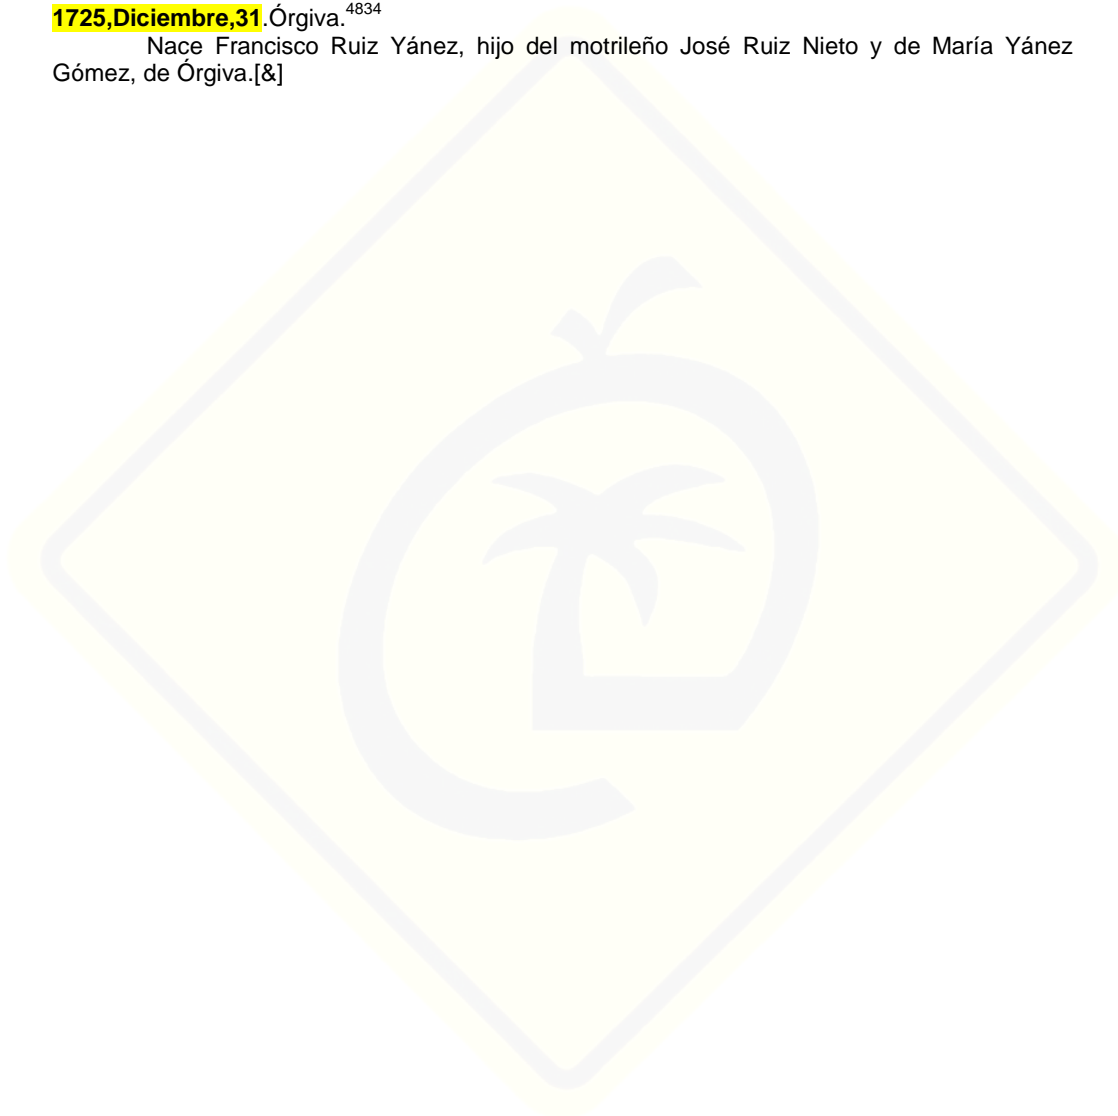 1725,Diciembre,31.Órgiva.4834
Nace Francisco Ruiz Yánez, hijo del motrileño José Ruiz Nieto y de María Yánez
Gómez, de Órgiva.[&]